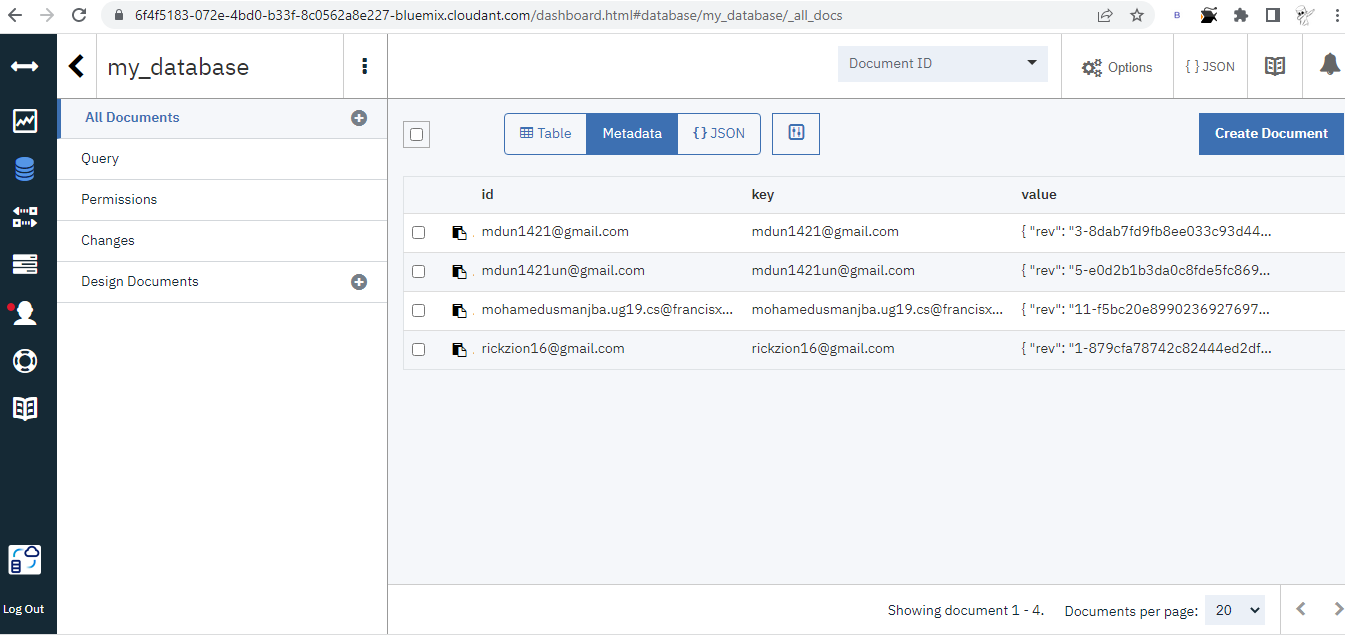 6f4f5183-072e-4bd0-b33f-8c0562a8e227-bluemix.cloudant.com/dashboard.html#database/my_database/_all_docs
B
my_database
Document ID
Options
{ } JSON
All Documents
Query
Permissions
Changes
Design Documents
Table
Metadata
{ } JSON
Create Document
id key value
mdun1421@gmail.com mdun1421@gmail.com { "rev": "3-8dab7fd9fb8ee033c93d44...
mdun1421un@gmail.com mdun1421un@gmail.com { "rev": "5-e0d2b1b3da0c8fde5fc869...
mohamedusmanjba.ug19.cs@francisx... mohamedusmanjba.ug19.cs@francisx... { "rev": "11-f5bc20e8990236927697...
rickzion16@gmail.com rickzion16@gmail.com { "rev": "1-879cfa78742c82444ed2df...
Log Out
Showing document 1 - 4. Documents per page: 20